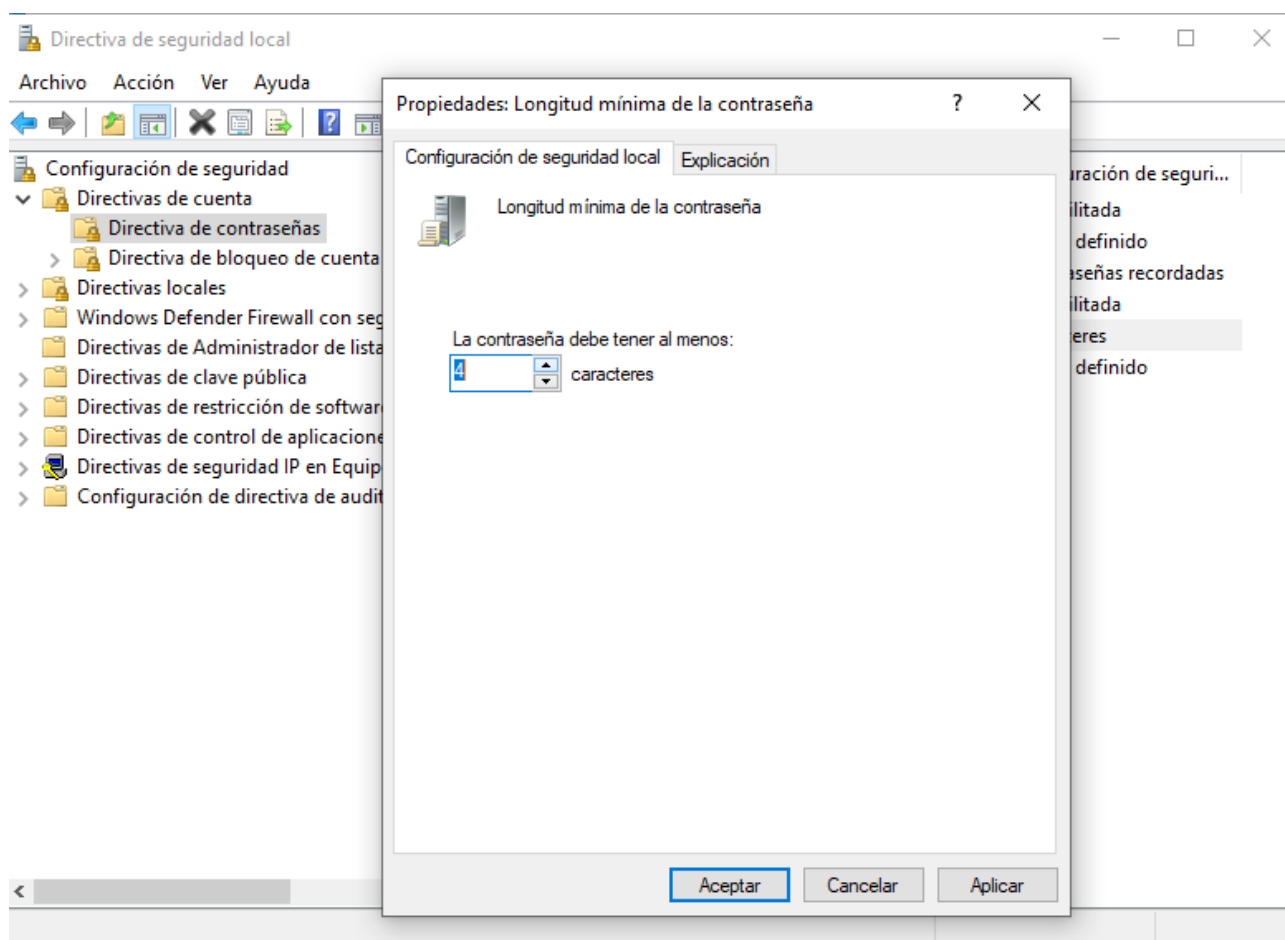 Directiva de seguridad local
Archivo Acción Ver Ayuda
Configuración de seguridad
Directivas de cuenta
Directiva de contraseñas
Directiva de bloqueo de cuenta
Directivas locales
Windows Defender Firewall con seg
Directivas de Administrador de lista
Directivas de clave pública
Directivas de restricción de softwar
Directivas de control de aplicacione
Directivas de seguridad IP en Equip
Configuración de directiva de audit
Propiedades: Longitud mínima de la contraseña
?
Configuración de seguridad local Explicación
Longitud mínima de la contraseña
La contraseña debe tener al menos:
4 caracteres
Aceptar Cancelar Aplicar
uración de seguri...
ilitada
definido
aseñas recordadas
ilitada
teres
definido